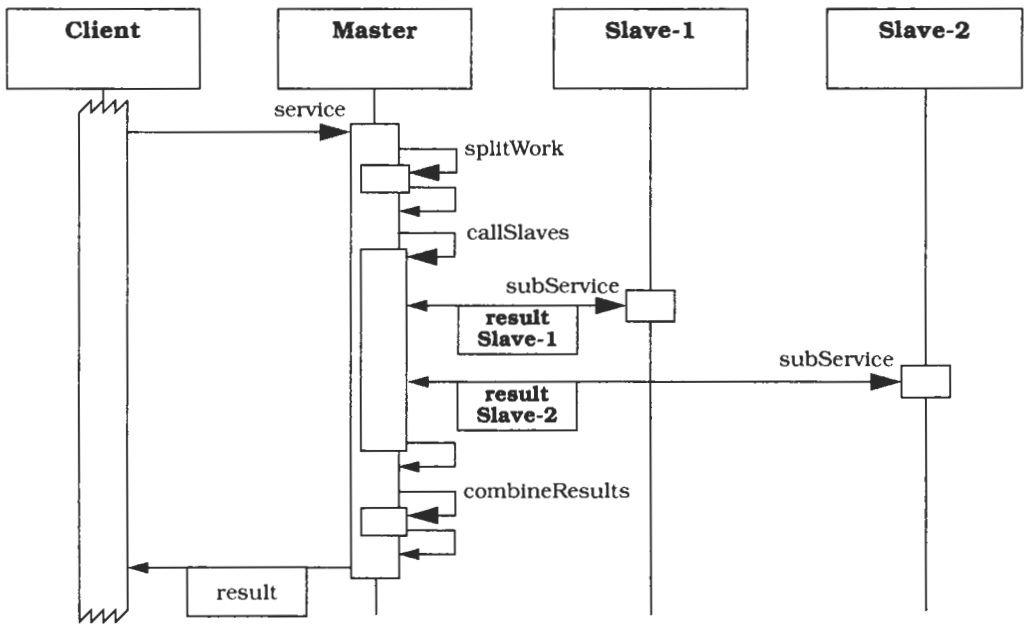 Client
Master
Slave-1
Slave-2
service
splitWork
callSlaves
subService
result
Slave-1
subService
result
Slave-2
combineResults
result